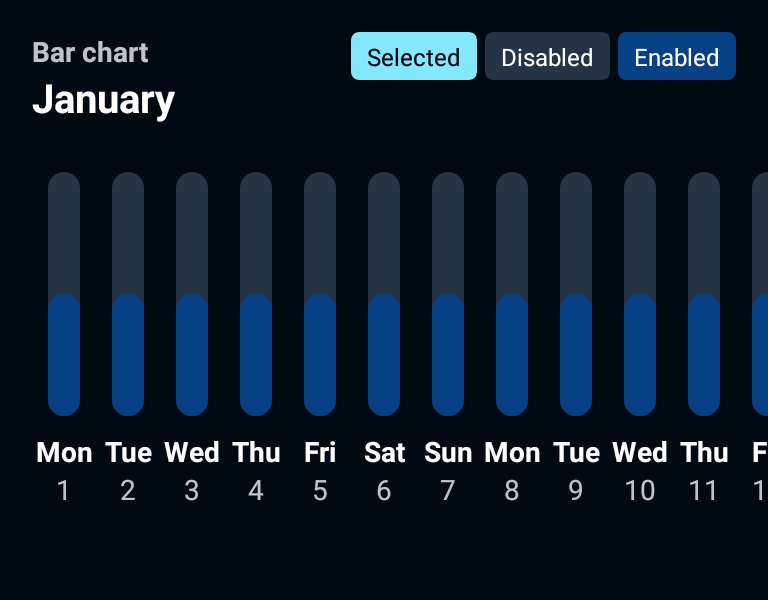 Bar chart
January
Selected Disabled Enabled
Mon Tue Wed Thu Fri Sat Sun Mon Tue Wed Thu
1 2 3 4 5 6 7 8 9 10 11